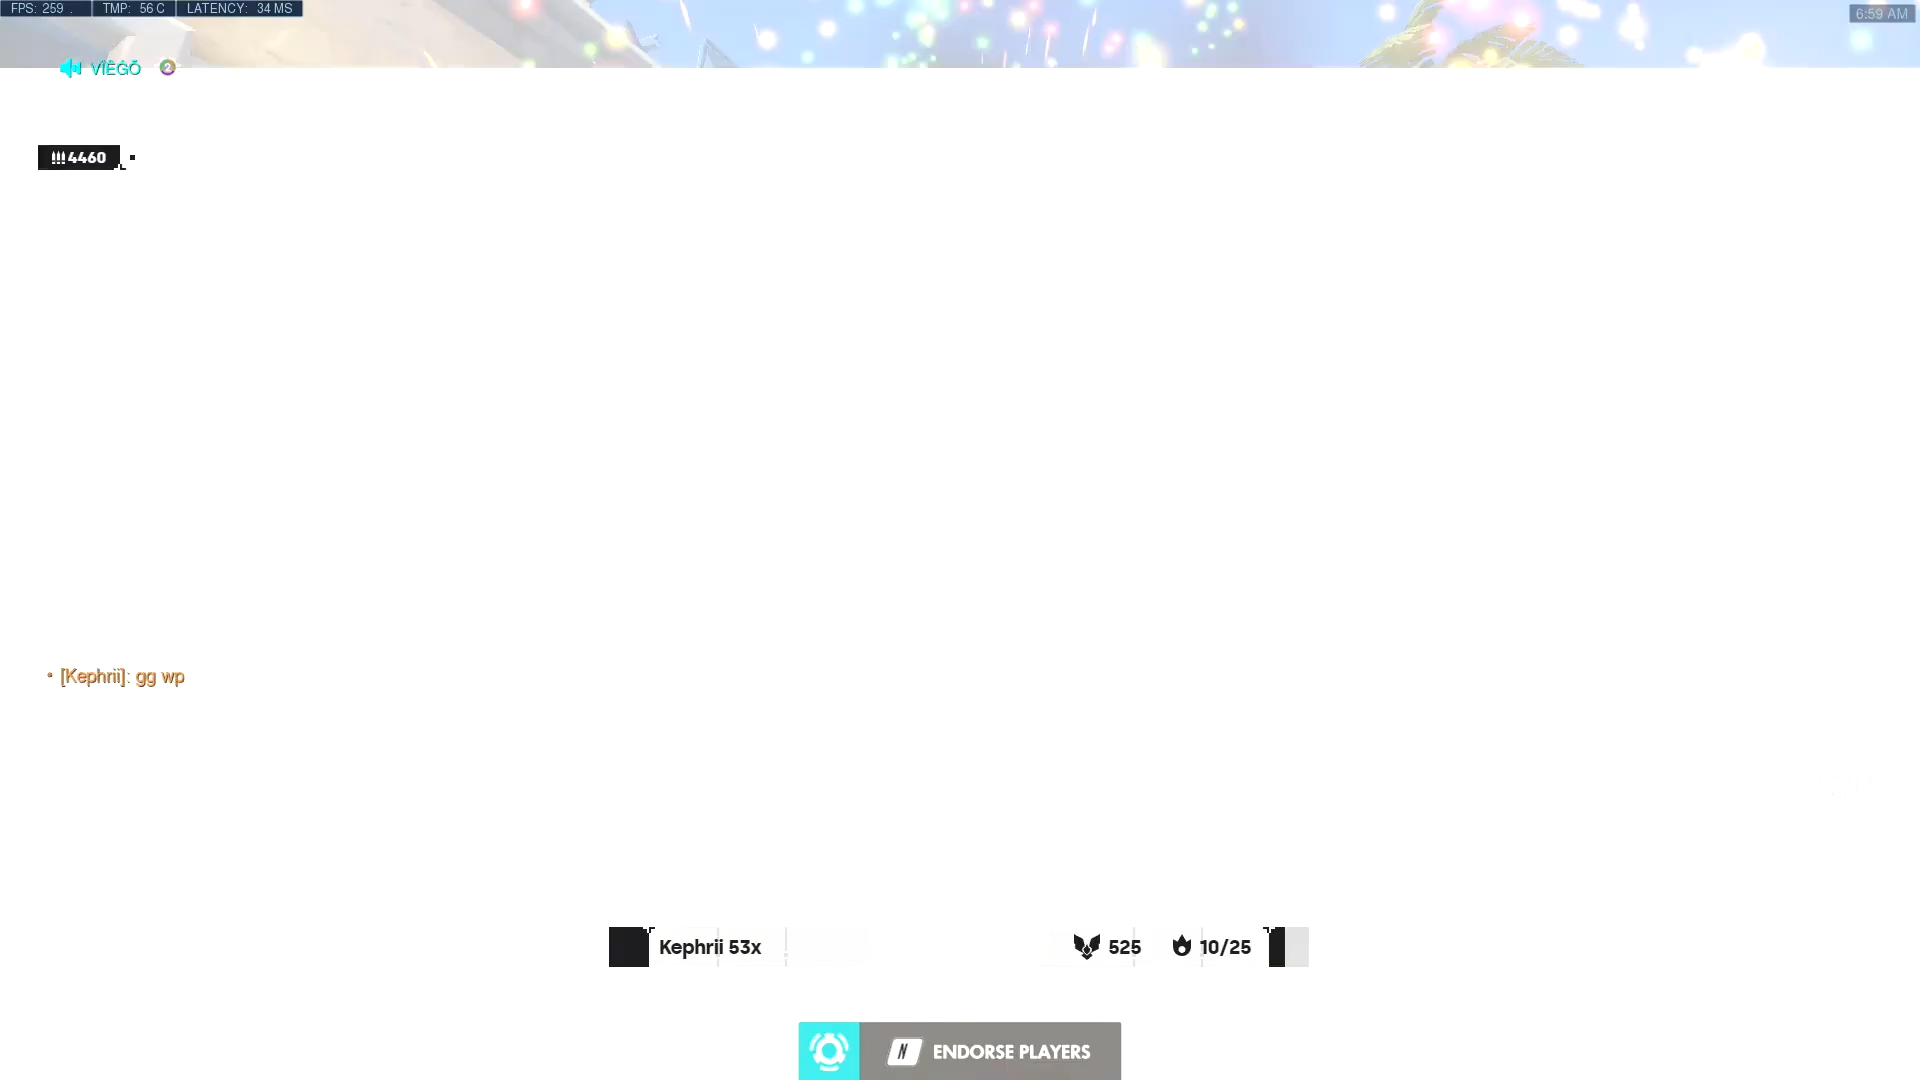 FPS: 259 . TMP: 56 C LATENCY: 34 MS
6:59 AM
VÎÈGÕ 2
4460
[Kephrii]: gg wp
Kephrii 53x 525 10/25
N ENDORSE PLAYERS